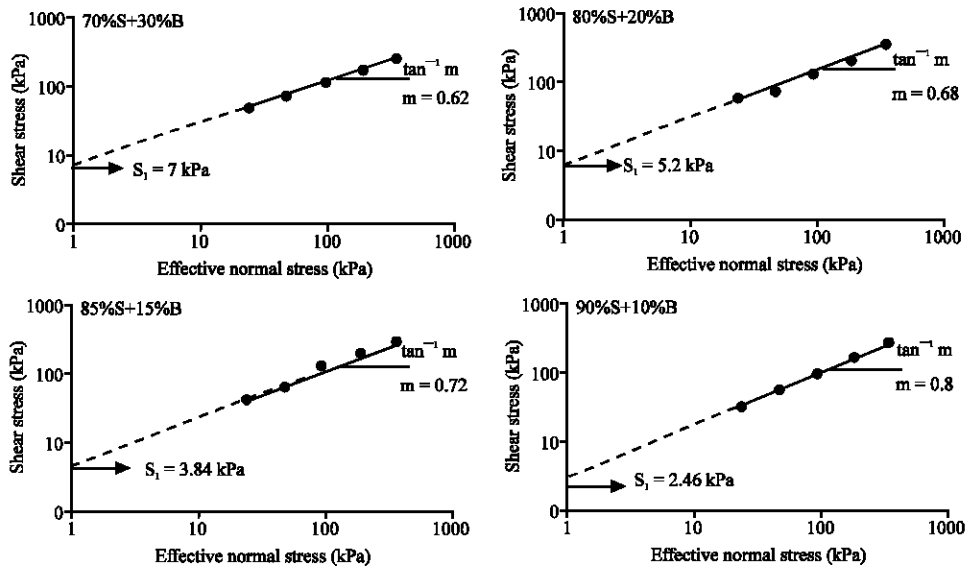 70%S+30%B
Shear stress (kPa)
1000
100
10
0
tan⁻¹ m
m = 0.62
S₁ = 7 kPa
1
10
100
1000
Effective normal stress (kPa)
80%S+20%B
Shear stress (kPa)
1000
100
10
0
tan⁻¹ m
m = 0.68
S₁ = 5.2 kPa
1
10
100
1000
Effective normal stress (kPa)
85%S+15%B
Shear stress (kPa)
1000
100
10
0
tan⁻¹ m
m = 0.72
S₁ = 3.84 kPa
1
10
100
1000
Effective normal stress (kPa)
90%S+10%B
Shear stress (kPa)
1000
100
10
0
tan⁻¹ m
m = 0.8
S₁ = 2.46 kPa
1
10
100
1000
Effective normal stress (kPa)